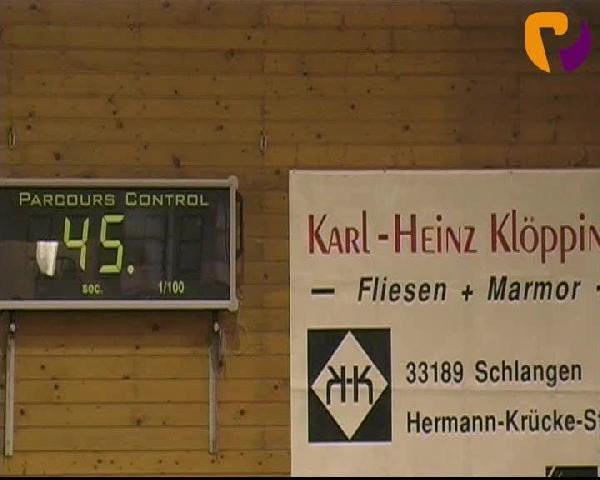 PARCOURS CONTROL
45.
sec. 1/100
KARL-HEINZ KLÖPPIN
- Fliesen + Marmor -
K-K
33189 Schlangen
Hermann-Krücke-St